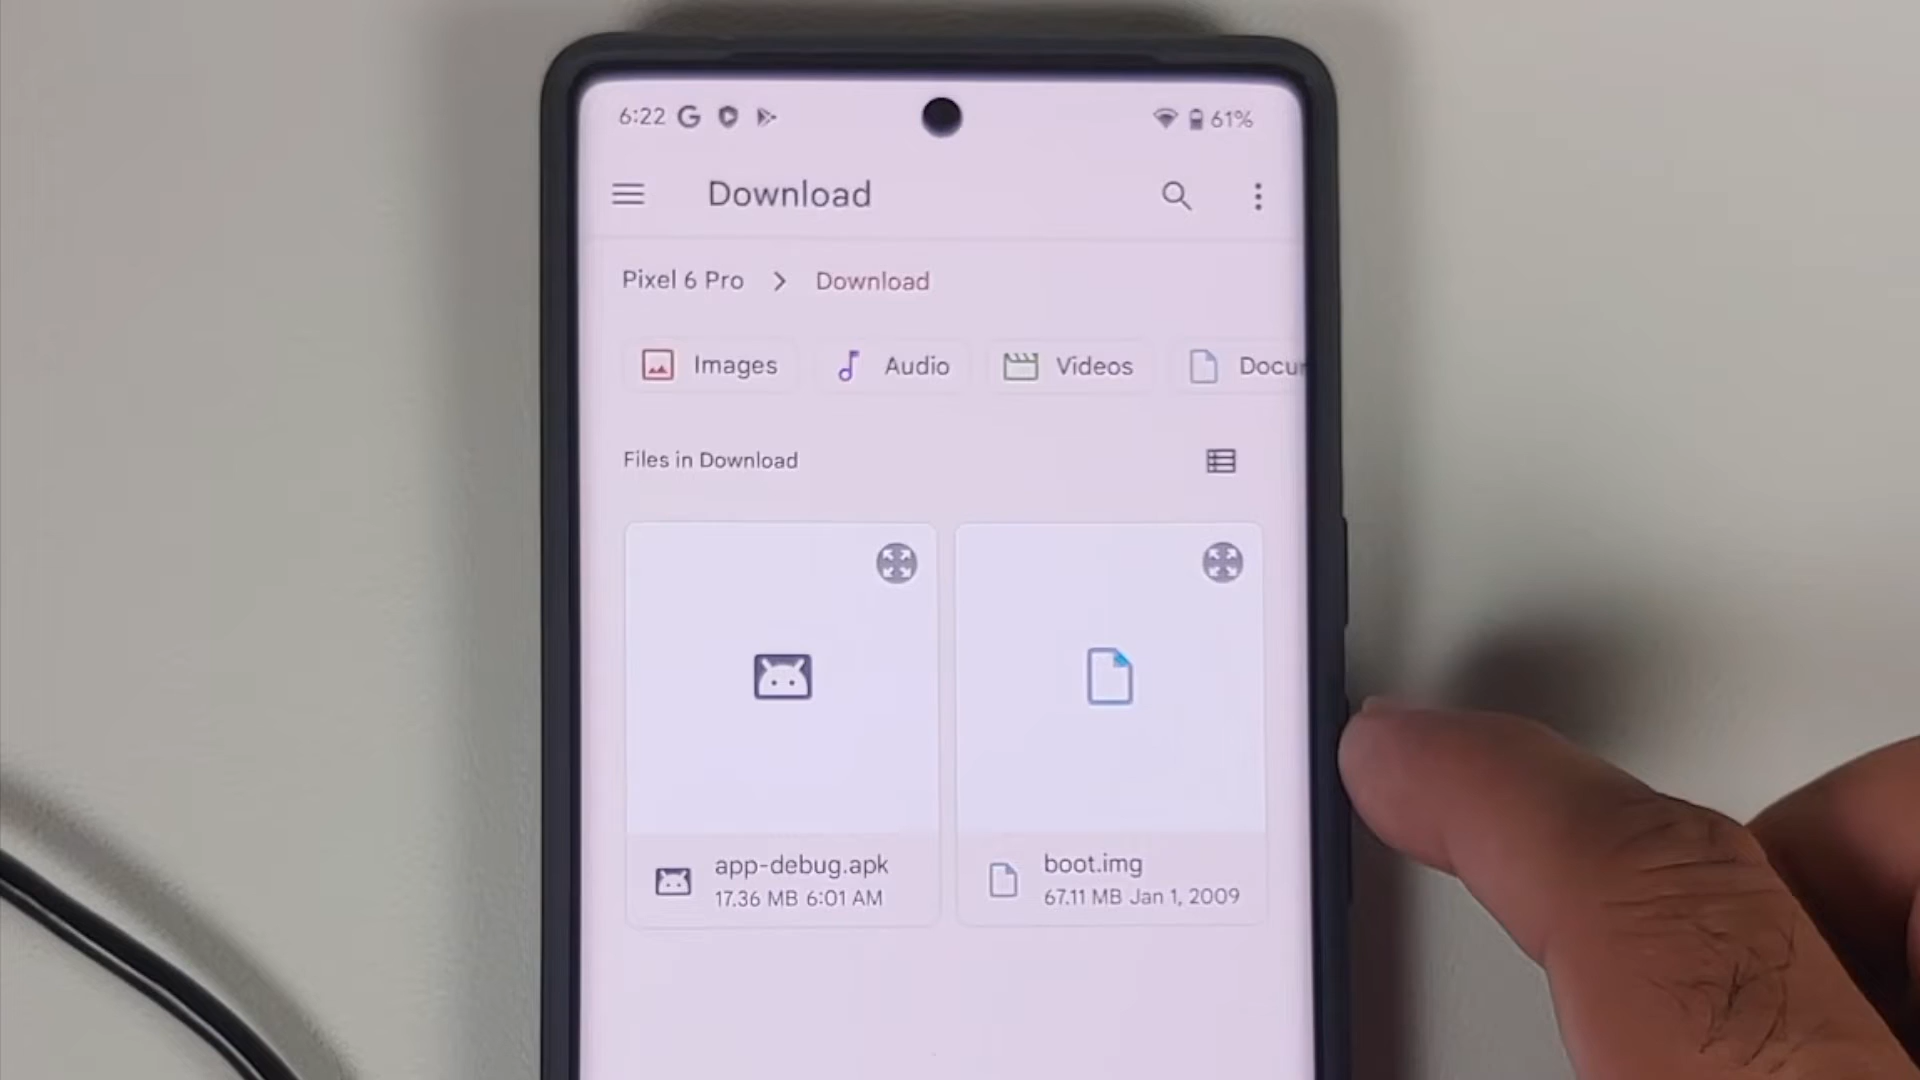 6:22 G 61%
Download
Pixel 6 Pro > Download
Images Audio Videos Docur
Files in Download
app-debug.apk
17.36 MB 6:01 AM
boot.img
67.11 MB Jan 1, 2009